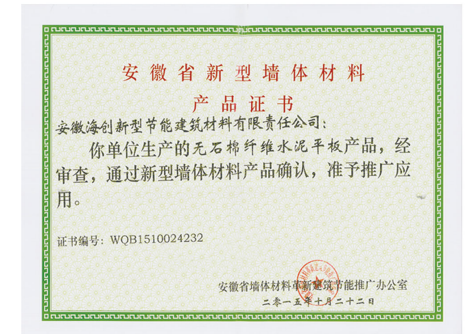 安徽省新型墙体材料
产品证书
安徽海创新型节能建筑材料有限责任公司：
你单位生产的无石棉纤维水泥平板产品，经
审查，通过新型墙体材料产品确认，准予推广应
用。
证书编号：WQB1510024232
安徽省墙体材料革新建筑节能推广办公室
二零一五年十月二十二日